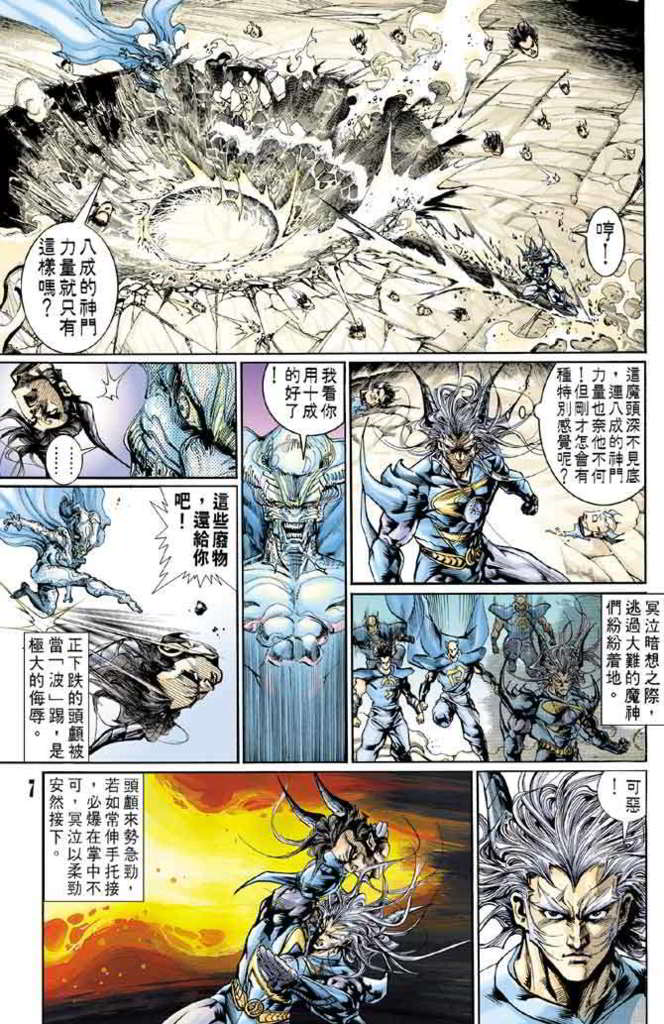 哼！
八成的神門
力量就只有
這樣嗎？
這魔頭深不見底
，連八成的神門
力量也奈他不何
！但剛才怎會有
種特別感覺呢？
我看你
用十成
的好了
！
……
……
這些廢物
，還給你
吧！
正下跌的頭顱被
當「波」踢，是
極大的侮辱。
冥泣暗想之際，
逃過大難的魔神
們紛紛着地。
可惡
！
頭顱來勢急勁，
若如常伸手托接
，必爆在掌中不
可，冥泣以柔勁
安然接下。
7